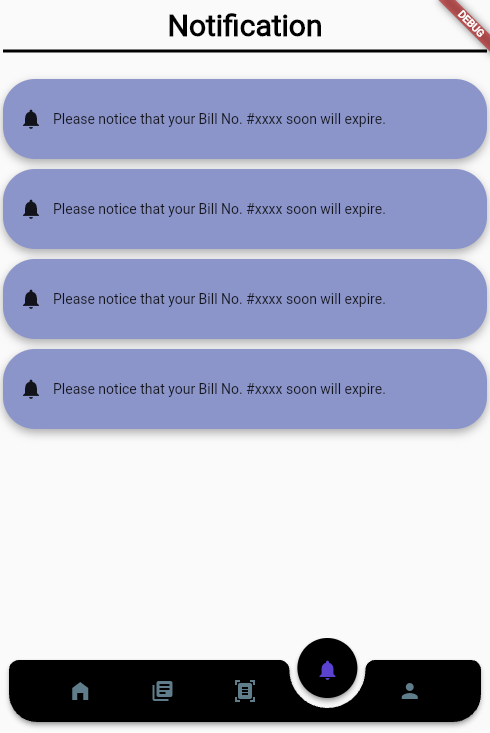 Notification
DEBUG
Please notice that your Bill No. #xxxx soon will expire.
Please notice that your Bill No. #xxxx soon will expire.
Please notice that your Bill No. #xxxx soon will expire.
Please notice that your Bill No. #xxxx soon will expire.